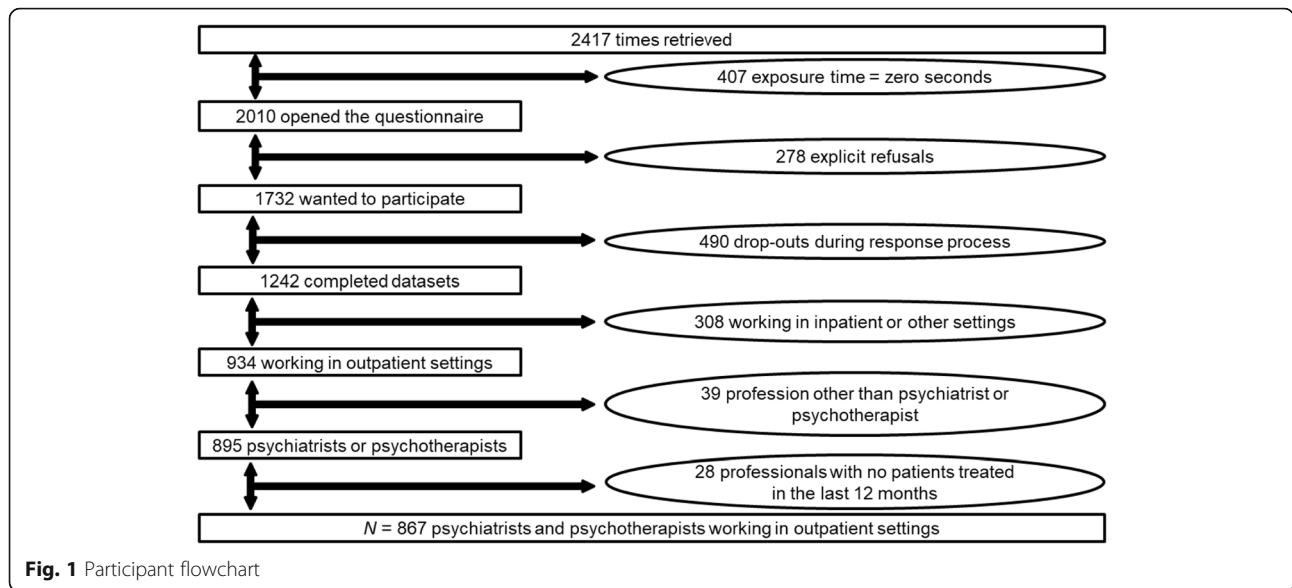 2417 times retrieved
407 exposure time = zero seconds
2010 opened the questionnaire
278 explicit refusals
1732 wanted to participate
490 drop-outs during response process
1242 completed datasets
308 working in inpatient or other settings
934 working in outpatient settings
39 profession other than psychiatrist or
psychotherapist
895 psychiatrists or psychotherapists
28 professionals with no patients treated
in the last 12 months
N = 867 psychiatrists and psychotherapists working in outpatient settings
Fig. 1 Participant flowchart